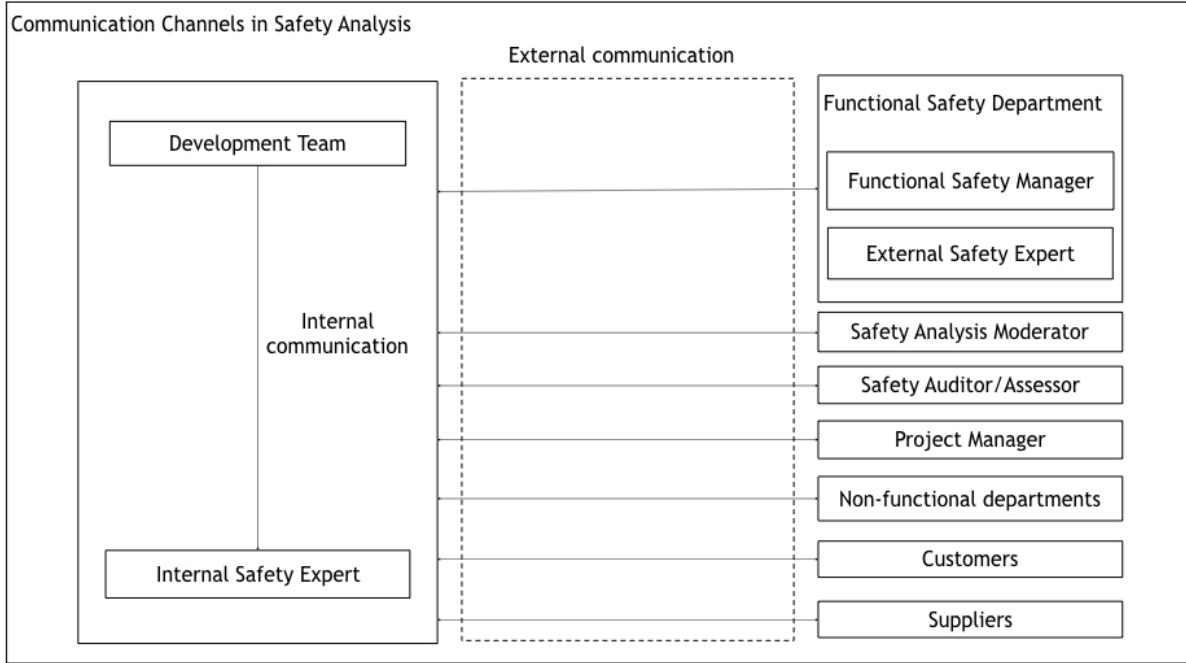 Communication Channels in Safety Analysis
External communication
Functional Safety Department
Development Team
Functional Safety Manager
External Safety Expert
Internal
communication
Safety Analysis Moderator
Safety Auditor/Assessor
Project Manager
Non-functional departments
Internal Safety Expert
Customers
Suppliers